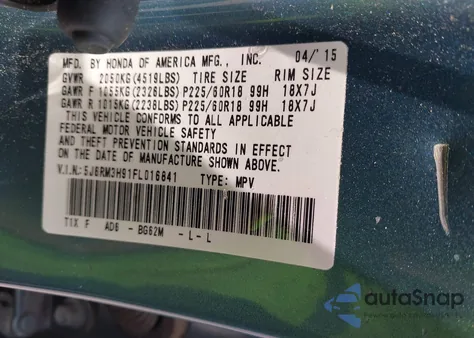 MFD. BY HONDA OF AMERICA MFG., INC. 04/'15
GVWR 2050KG(4519LBS) TIRE SIZE RIM SIZE
GAWR F 1055KG(2326LBS)P225/60R18 99H 18X7J
GAWR R 1015KG(2238LBS)P225/60R18 99H 18X7J
THIS VEHICLE CONFORMS TO ALL APPLICABLE
FEDERAL MOTOR VEHICLE SAFETY
AND THEFT PREVENTION STANDARDS IN EFFECT
ON THE DATE OF MANUFACTURE SHOWN ABOVE.
V.I.N.:5J6RM3H91FL016841 TYPE: MPV
T1X F AD6 -BG62M -L-L
autoSnap